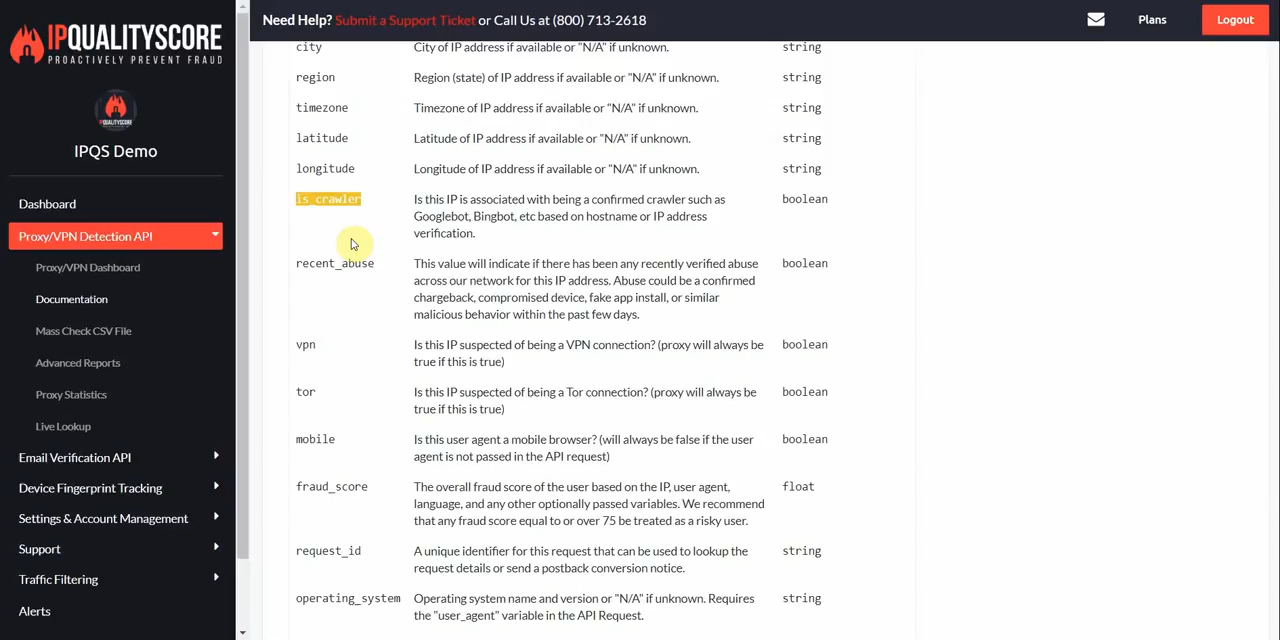 IPQUALITYSCORE
PROACTIVELY PREVENT FRAUD
IPQUALITYSCORE
IPQS Demo
Dashboard
Proxy/VPN Detection API
Proxy/VPN Dashboard
Documentation
Mass Check CSV File
Advanced Reports
Proxy Statistics
Live Lookup
Email Verification API
Device Fingerprint Tracking
Settings & Account Management
Support
Traffic Filtering
Alerts
Need Help? Submit a Support Ticket or Call Us at (800) 713-2618
Plans
Logout
city City of IP address if available or "N/A" if unknown. string
region Region (state) of IP address if available or "N/A" if unknown. string
timezone Timezone of IP address if available or "N/A" if unknown. string
latitude Latitude of IP address if available or "N/A" if unknown. string
longitude Longitude of IP address if available or "N/A" if unknown. string
is_crawler Is this IP is associated with being a confirmed crawler such as boolean
Googlebot, Bingbot, etc based on hostname or IP address
verification.
recent_abuse This value will indicate if there has been any recently verified abuse boolean
across our network for this IP address. Abuse could be a confirmed
chargeback, compromised device, fake app install, or similar
malicious behavior within the past few days.
vpn Is this IP suspected of being a VPN connection? (proxy will always be boolean
true if this is true)
tor Is this IP suspected of being a Tor connection? (proxy will always be boolean
true if this is true)
mobile Is this user agent a mobile browser? (will always be false if the user boolean
agent is not passed in the API request)
fraud_score The overall fraud score of the user based on the IP, user agent, float
language, and any other optionally passed variables. We recommend
that any fraud score equal to or over 75 be treated as a risky user.
request_id A unique identifier for this request that can be used to lookup the string
request details or send a postback conversion notice.
operating_system Operating system name and version or "N/A" if unknown. Requires string
the "user_agent" variable in the API Request.